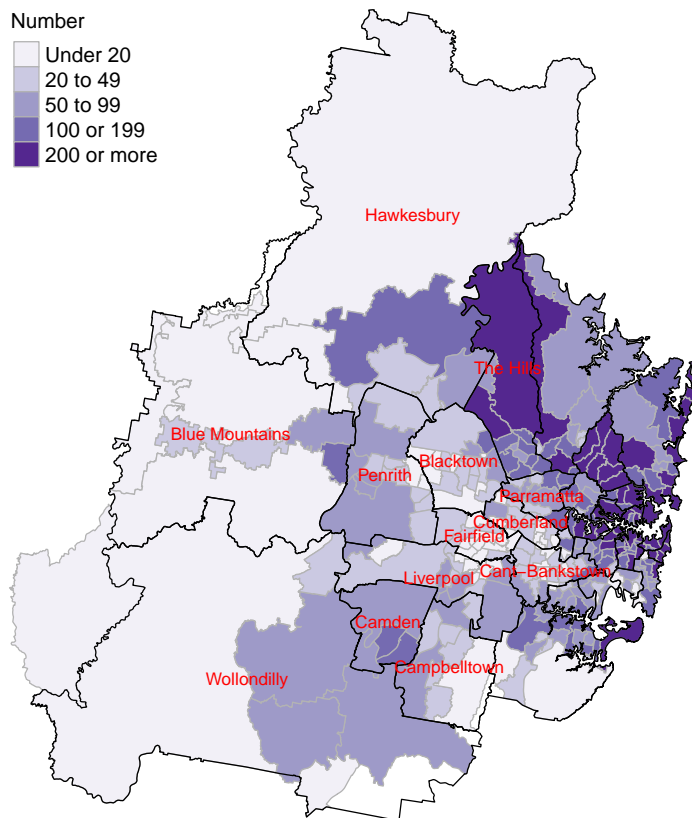 Number
Under 20
20 to 49
50 to 99
100 or 199
200 or more
Hawkesbury
The Hills
Blue Mountains
Blacktown
Penrith
Parramatta
Cumberland
Fairfield
Liverpool
Cant−Bankstown
Camden
Campbelltown
Wollondilly